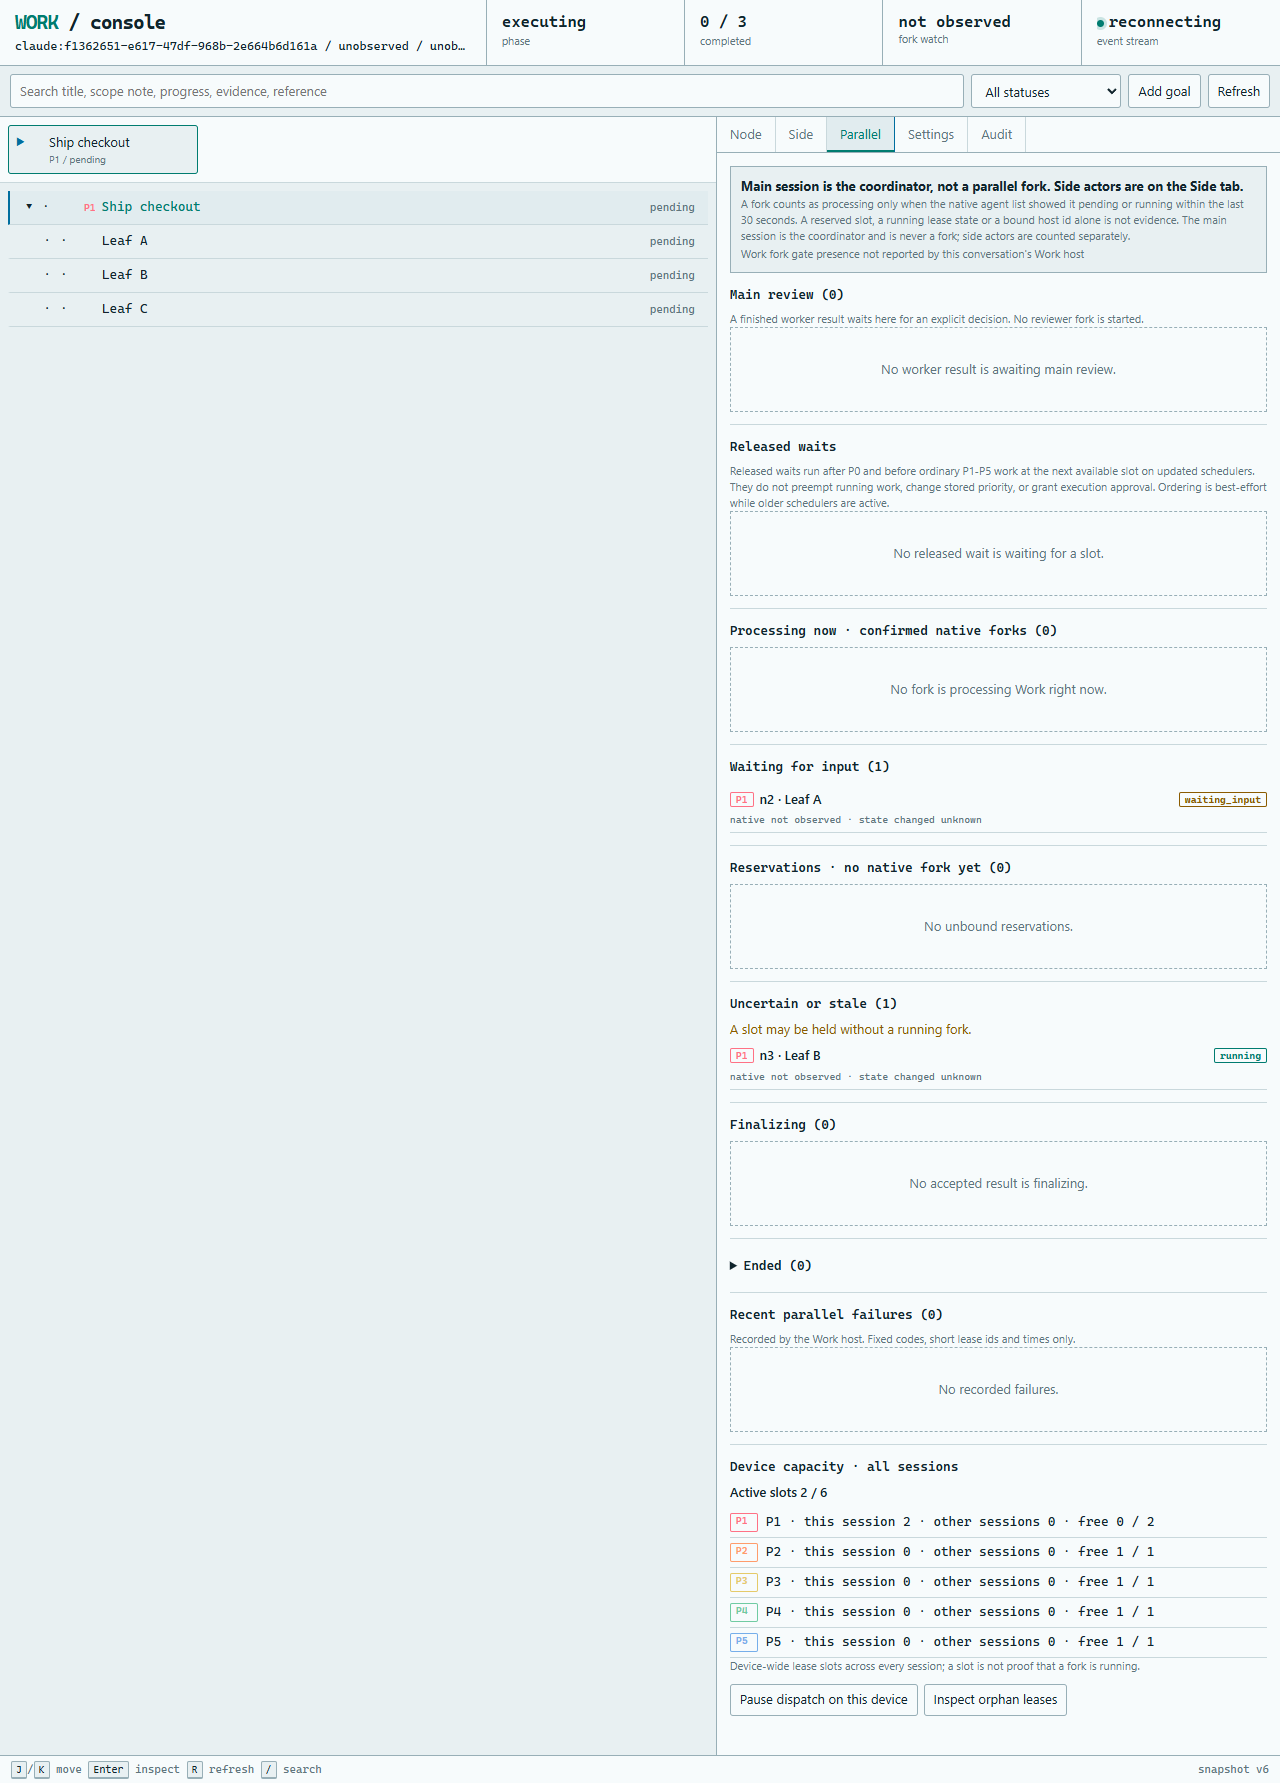 WORK / console
claude:f1362651-e617-47df-968b-2e664b6d161a / unobserved / unob…
executing
phase
0 / 3
completed
not observed
fork watch
reconnecting
event stream
Search title, scope note, progress, evidence, reference
All statuses
Add goal
Refresh
Ship checkout
P1 / pending
P1 Ship checkout pending
Leaf A pending
Leaf B pending
Leaf C pending
Node
Side
Parallel
Settings
Audit
Main session is the coordinator, not a parallel fork. Side actors are on the Side tab.
A fork counts as processing only when the native agent list showed it pending or running within the last
30 seconds. A reserved slot, a running lease state or a bound host id alone is not evidence. The main
session is the coordinator and is never a fork; side actors are counted separately.
Work fork gate presence not reported by this conversation's Work host
Main review (0)
A finished worker result waits here for an explicit decision. No reviewer fork is started.
No worker result is awaiting main review.
Released waits
Released waits run after P0 and before ordinary P1-P5 work at the next available slot on updated schedulers.
They do not preempt running work, change stored priority, or grant execution approval. Ordering is best-effort
while older schedulers are active.
No released wait is waiting for a slot.
Processing now · confirmed native forks (0)
No fork is processing Work right now.
Waiting for input (1)
P1 n2 · Leaf A waiting_input
native not observed · state changed unknown
Reservations · no native fork yet (0)
No unbound reservations.
Uncertain or stale (1)
A slot may be held without a running fork.
P1 n3 · Leaf B running
native not observed · state changed unknown
Finalizing (0)
No accepted result is finalizing.
Ended (0)
Recent parallel failures (0)
Recorded by the Work host. Fixed codes, short lease ids and times only.
No recorded failures.
Device capacity · all sessions
Active slots 2 / 6
P1 P1 · this session 2 · other sessions 0 · free 0 / 2
P2 P2 · this session 0 · other sessions 0 · free 1 / 1
P3 P3 · this session 0 · other sessions 0 · free 1 / 1
P4 P4 · this session 0 · other sessions 0 · free 1 / 1
P5 P5 · this session 0 · other sessions 0 · free 1 / 1
Device-wide lease slots across every session; a slot is not proof that a fork is running.
Pause dispatch on this device
Inspect orphan leases
J/K move Enter inspect R refresh / search
snapshot v6